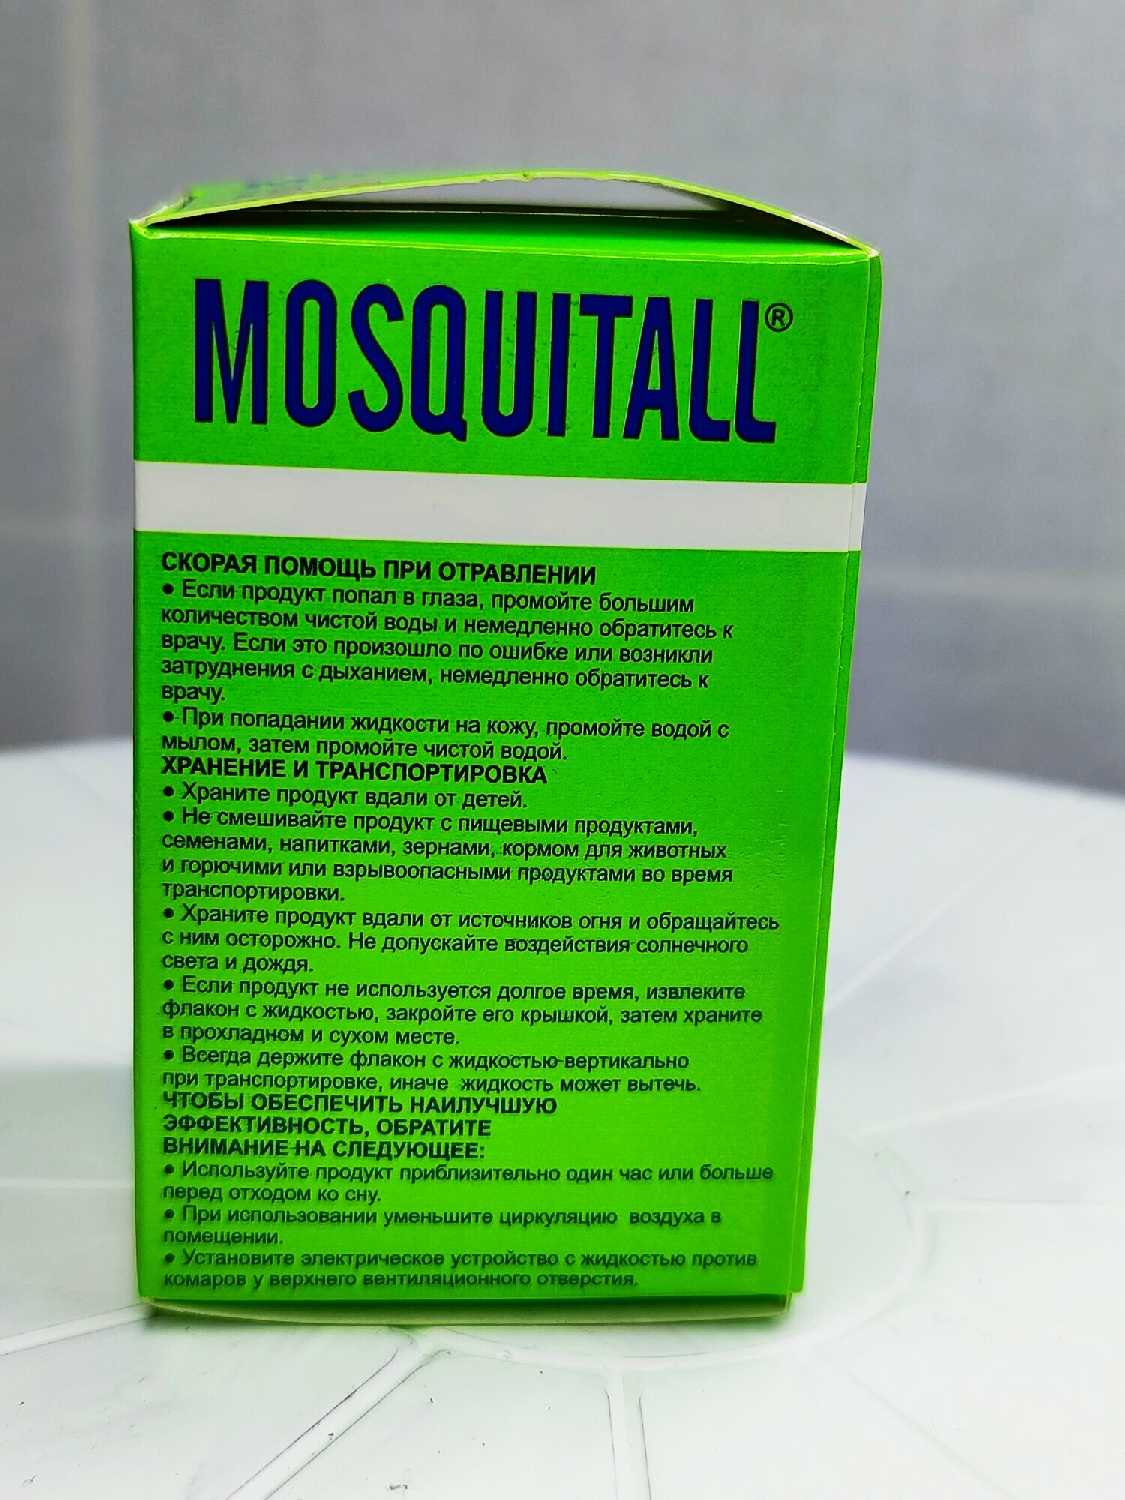 MOSQUITALL®
СКОРАЯ ПОМОЩЬ ПРИ ОТРАВЛЕНИИ
• Если продукт попал в глаза, промойте большим
количеством чистой воды и немедленно обратитесь к
врачу. Если это произошло по ошибке или возникли
затруднения с дыханием, немедленно обратитесь к
врачу.
• При попадании жидкости на кожу, промойте водой с
мылом, затем промойте чистой водой.
ХРАНЕНИЕ И ТРАНСПОРТИРОВКА
• Храните продукт вдали от детей.
• Не смешивайте продукт с пищевыми продуктами,
семенами, напитками, зернами, кормом для животных
и горючими или взрывоопасными продуктами во время
транспортировки.
• Храните продукт вдали от источников огня и обращайтесь
с ним осторожно. Не допускайте воздействия солнечного
света и дождя.
• Если продукт не используется долгое время, извлеките
флакон с жидкостью, закройте его крышкой, затем храните
в прохладном и сухом месте.
• Всегда держите флакон с жидкостью вертикально
при транспортировке, иначе жидкость может вытечь.
ЧТОБЫ ОБЕСПЕЧИТЬ НАИЛУЧШУЮ
ЭФФЕКТИВНОСТЬ, ОБРАТИТЕ
ВНИМАНИЕ НА СЛЕДУЮЩЕЕ:
• Используйте продукт приблизительно один час или больше
перед отходом ко сну.
• При использовании уменьшите циркуляцию воздуха в
помещении.
• Установите электрическое устройство с жидкостью против
комаров у верхнего вентиляционного отверстия.